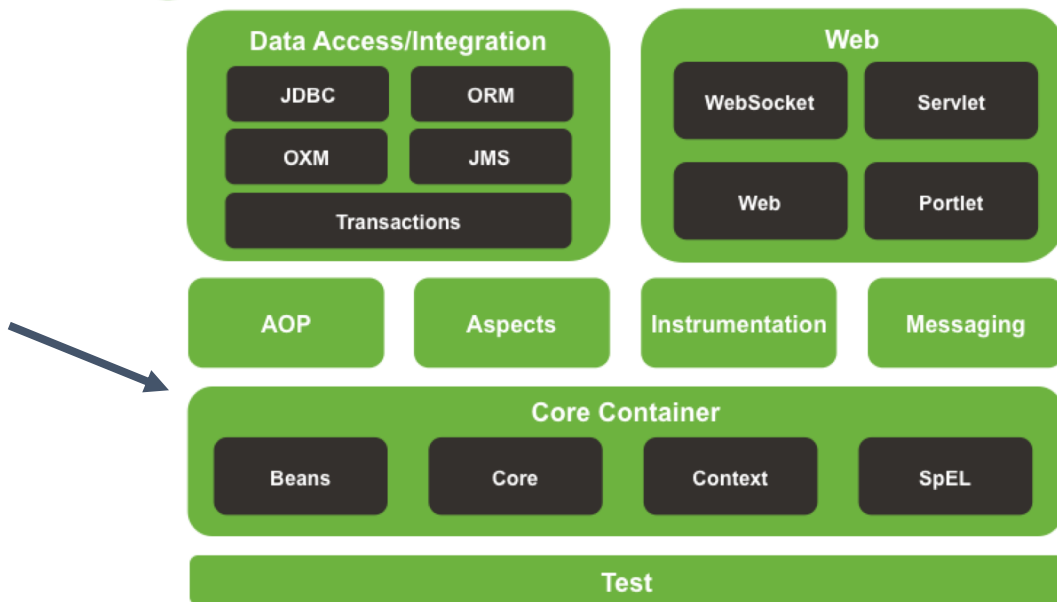 Data Access/Integration
JDBC
ORM
OXM
JMS
Transactions
Web
WebSocket
Servlet
Web
Portlet
AOP
Aspects
Instrumentation
Messaging
Core Container
Beans
Core
Context
SpEL
Test